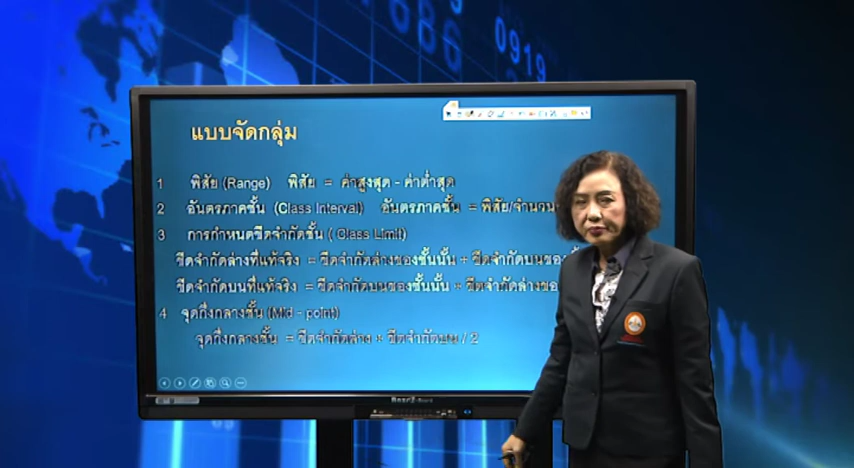 0919
แบบจัดกลุ่ม
1 พิสัย (Range) พิสัย = ค่าสูงสุด - ค่าต่ำสุด
2 อันตรภาคชั้น (Class Interval) อันตรภาคชั้น = พิสัย/จำนวน
3 การกำหนดขีดจำกัดชั้น ( Class Limit)
ขีดจำกัดล่างที่แท้จริง = ขีดจำกัดล่างของชั้นนั้น + ขีดจำกัดบนของ
ขีดจำกัดบนที่แท้จริง = ขีดจำกัดบนของชั้นนั้น + ขีดจำกัดล่างของ
4 จุดกึ่งกลางชั้น (Mid - point)
จุดกึ่งกลางชั้น = ขีดจำกัดล่าง + ขีดจำกัดบน / 2